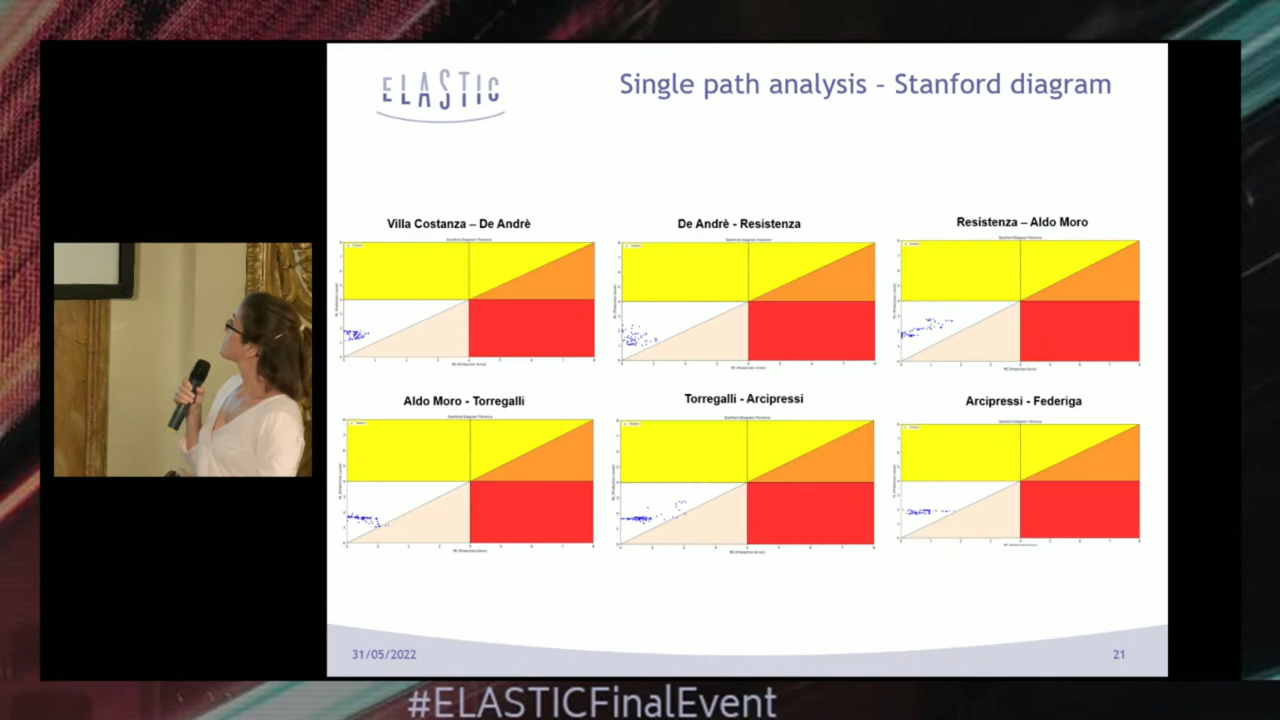 ELASTIC
Single path analysis - Stanford diagram
Villa Costanza – De Andrè
De Andrè - Resistenza
Resistenza – Aldo Moro
Aldo Moro - Torregalli
Torregalli - Arcipressi
Arcipressi - Federiga
31/05/2022
21
#ELASTICFinalEvent